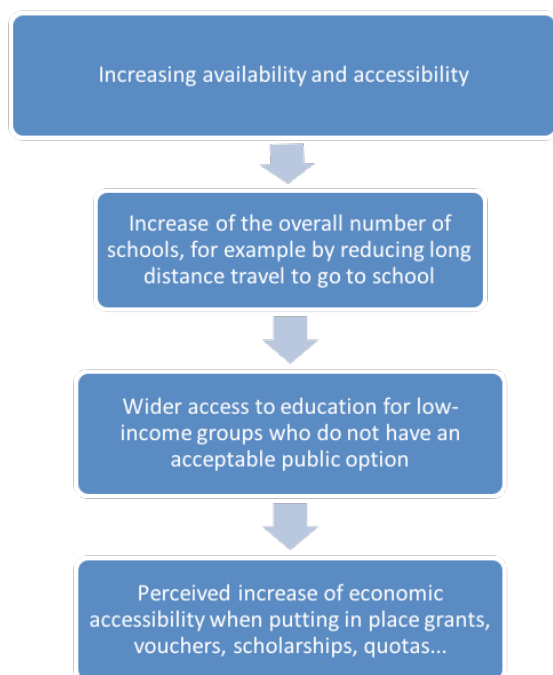 Increasing availability and accessibility
Increase of the overall number of
schools, for example by reducing long
distance travel to go to school
Wider access to education for low-
income groups who do not have an
acceptable public option
Perceived increase of economic
accessibility when putting in place grants,
vouchers, scholarships, quotas...